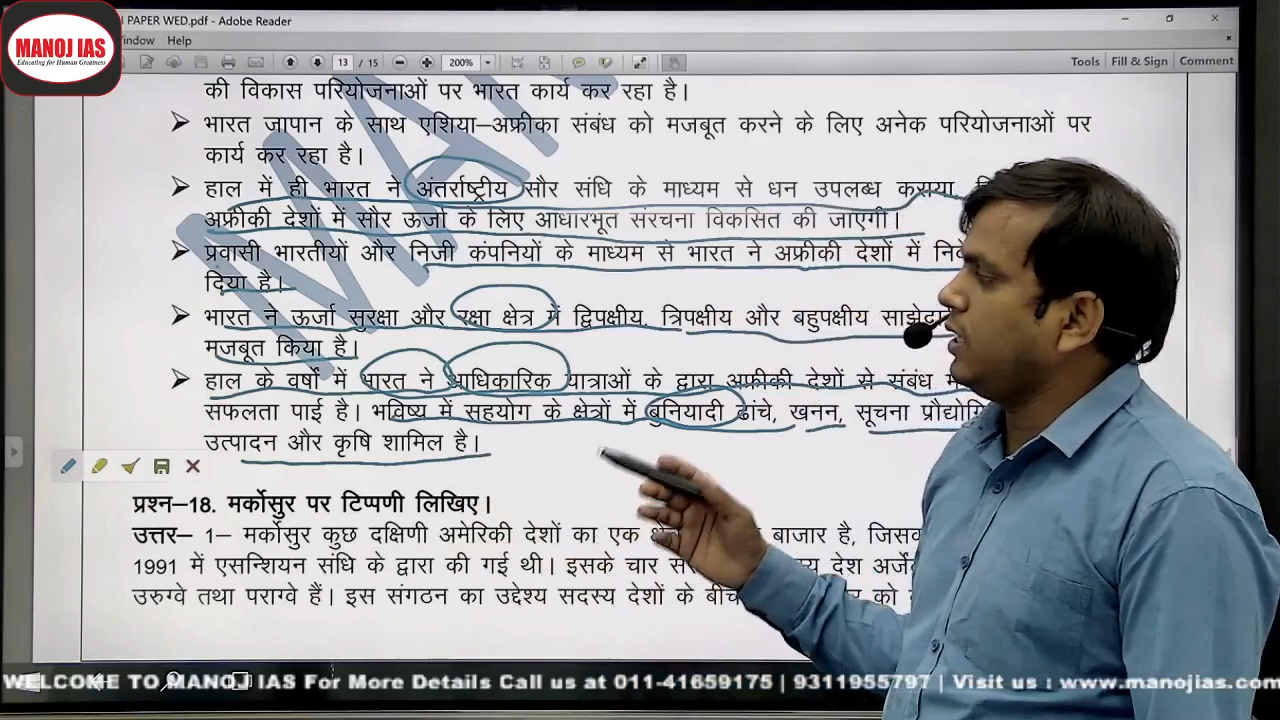 MANOJ IAS
Educating for Human Greatness
I PAPER WED.pdf - Adobe Reader
indow Help
13 / 15 200% Tools Fill & Sign Comment
की विकास परियोजनाओं पर भारत कार्य कर रहा है।
➢ भारत जापान के साथ एशिया–अफ्रीका संबंध को मजबूत करने के लिए अनेक परियोजनाओं पर
कार्य कर रहा है।
➢ हाल में ही भारत ने अंतर्राष्ट्रीय सौर संधि के माध्यम से धन उपलब्ध कराया
अफ्रीकी देशों में सौर ऊर्जा के लिए आधारभूत संरचना विकसित की जाएगी।
➢ प्रवासी भारतीयों और निजी कंपनियों के माध्यम से भारत ने अफ्रीकी देशों में
दिया है।
➢ भारत ने ऊर्जा सुरक्षा और रक्षा क्षेत्र में द्विपक्षीय, त्रिपक्षीय और बहुपक्षीय
मजबूत किया है।
➢ हाल के वर्षों में भारत ने आधिकारिक यात्राओं के द्वारा अफ्रीकी देशों से संबंध
सफलता पाई है। भविष्य में सहयोग के क्षेत्रों में बुनियादी ढांचे, खनन, सूचना
उत्पादन और कृषि शामिल है।
प्रश्न–18. मर्कोसुर पर टिप्पणी लिखिए।
उत्तर– 1– मर्कोसुर कुछ दक्षिणी अमेरिकी देशों का एक बाजार है,
1991 में एसन्शियन संधि के द्वारा की गई थी। इसके चार देश
उरुग्वे तथा पराग्वे हैं। इस संगठन का उद्देश्य सदस्य देशों के को
WELCOME TO MANOJ IAS For More Details Call us at 011-41659175 | 9311955797 | Visit us : www.manojias.com